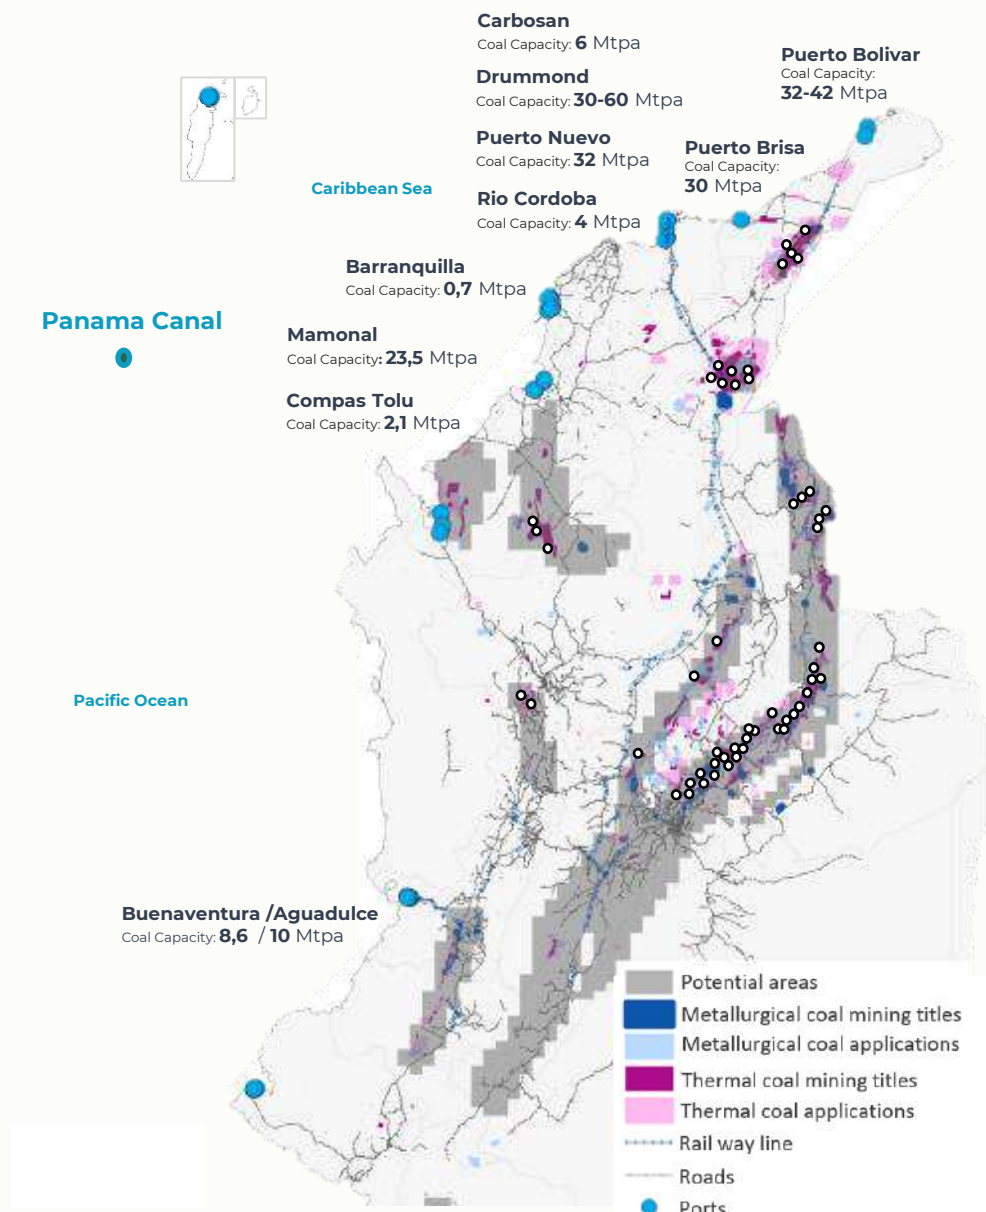 Carbosan
Coal Capacity: 6 Mtpa
Drummond
Coal Capacity: 30-60 Mtpa
Puerto Bolivar
Coal Capacity:
32-42 Mtpa
Puerto Nuevo
Coal Capacity: 32 Mtpa
Puerto Brisa
Coal Capacity:
30 Mtpa
Caribbean Sea
Rio Cordoba
Coal Capacity: 4 Mtpa
Barranquilla
Coal Capacity: 0,7 Mtpa
Panama Canal
Mamonal
Coal Capacity: 23,5 Mtpa
Compas Tolu
Coal Capacity: 2,1 Mtpa
Pacific Ocean
Buenaventura /Aguadulce
Coal Capacity: 8,6 / 10 Mtpa
Potential areas
Metallurgical coal mining titles
Metallurgical coal applications
Thermal coal mining titles
Thermal coal applications
Rail way line
Roads
Ports